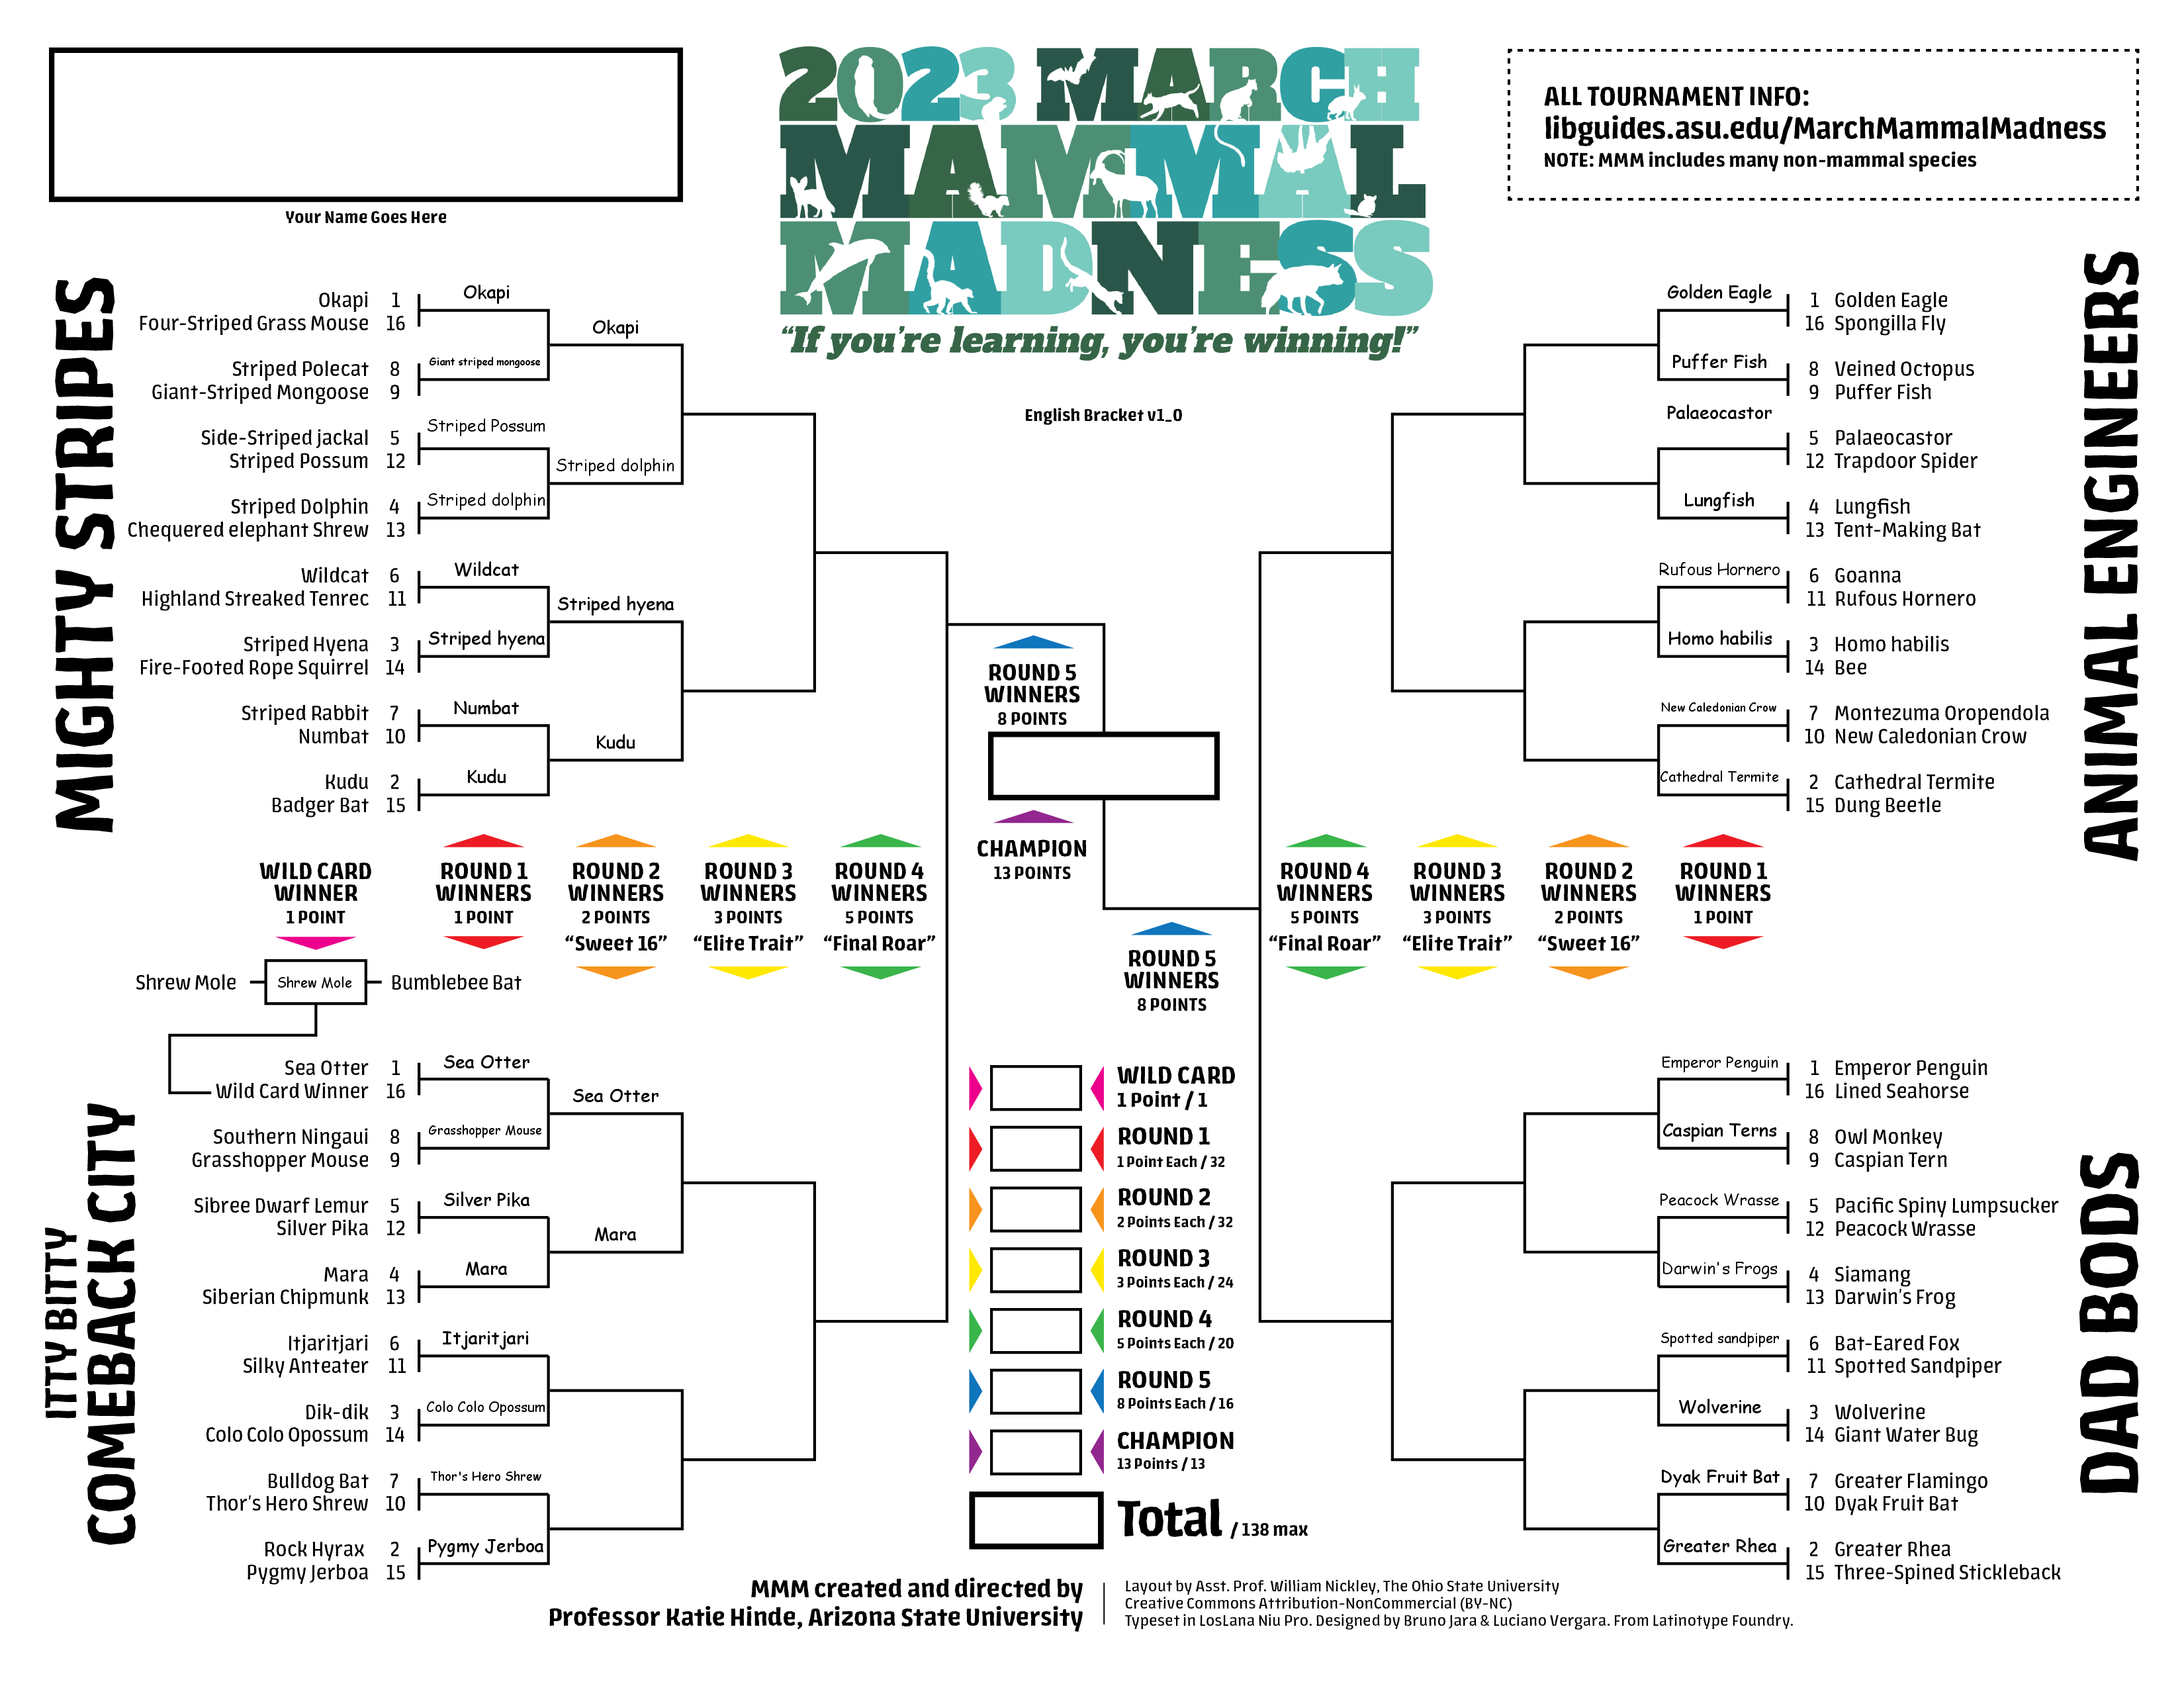 2023 MARCH
MAMMAL
MADNESS
“If you’re learning, you’re winning!”
English Bracket v1_0
Your Name Goes Here
ALL TOURNAMENT INFO:
libguides.asu.edu/MarchMammalMadness
NOTE: MMM includes many non-mammal species
MIGHTY STRIPES
Okapi 1
Four-Striped Grass Mouse 16
Striped Polecat 8
Giant-Striped Mongoose 9
Side-Striped jackal 5
Striped Possum 12
Striped Dolphin 4
Chequered elephant Shrew 13
Wildcat 6
Highland Streaked Tenrec 11
Striped Hyena 3
Fire-Footed Rope Squirrel 14
Striped Rabbit 7
Numbat 10
Kudu 2
Badger Bat 15
Okapi
Giant striped mongoose
Striped Possum
Striped dolphin
Wildcat
Striped hyena
Numbat
Kudu
Okapi
Striped dolphin
Striped hyena
Kudu
ANIMAL ENGINEERS
1 Golden Eagle
16 Spongilla Fly
8 Veined Octopus
9 Puffer Fish
5 Palaeocastor
12 Trapdoor Spider
4 Lungfish
13 Tent-Making Bat
6 Goanna
11 Rufous Hornero
3 Homo habilis
14 Bee
7 Montezuma Oropendola
10 New Caledonian Crow
2 Cathedral Termite
15 Dung Beetle
Golden Eagle
Puffer Fish
Palaeocastor
Lungfish
Rufous Hornero
Homo habilis
New Caledonian Crow
Cathedral Termite
ROUND 5
WINNERS
8 POINTS
CHAMPION
13 POINTS
ROUND 5
WINNERS
8 POINTS
WILD CARD
WINNER
1 POINT
ROUND 1
WINNERS
1 POINT
ROUND 2
WINNERS
2 POINTS
“Sweet 16”
ROUND 3
WINNERS
3 POINTS
“Elite Trait”
ROUND 4
WINNERS
5 POINTS
“Final Roar”
ROUND 4
WINNERS
5 POINTS
“Final Roar”
ROUND 3
WINNERS
3 POINTS
“Elite Trait”
ROUND 2
WINNERS
2 POINTS
“Sweet 16”
ROUND 1
WINNERS
1 POINT
Shrew Mole
Shrew Mole
Bumblebee Bat
ITTY BITTY
COMEBACK CITY
Sea Otter 1
Wild Card Winner 16
Southern Ningaui 8
Grasshopper Mouse 9
Sibree Dwarf Lemur 5
Silver Pika 12
Mara 4
Siberian Chipmunk 13
Itjaritjari 6
Silky Anteater 11
Dik-dik 3
Colo Colo Opossum 14
Bulldog Bat 7
Thor’s Hero Shrew 10
Rock Hyrax 2
Pygmy Jerboa 15
Sea Otter
Grasshopper Mouse
Silver Pika
Mara
Itjaritjari
Colo Colo Opossum
Thor's Hero Shrew
Pygmy Jerboa
Sea Otter
Mara
WILD CARD
1 Point / 1
ROUND 1
1 Point Each / 32
ROUND 2
2 Points Each / 32
ROUND 3
3 Points Each / 24
ROUND 4
5 Points Each / 20
ROUND 5
8 Points Each / 16
CHAMPION
13 Points / 13
Total / 138 max
DAD BODS
1 Emperor Penguin
16 Lined Seahorse
8 Owl Monkey
9 Caspian Tern
5 Pacific Spiny Lumpsucker
12 Peacock Wrasse
4 Siamang
13 Darwin’s Frog
6 Bat-Eared Fox
11 Spotted Sandpiper
3 Wolverine
14 Giant Water Bug
7 Greater Flamingo
10 Dyak Fruit Bat
2 Greater Rhea
15 Three-Spined Stickleback
Emperor Penguin
Caspian Terns
Peacock Wrasse
Darwin's Frogs
Spotted sandpiper
Wolverine
Dyak Fruit Bat
Greater Rhea
MMM created and directed by
Professor Katie Hinde, Arizona State University
Layout by Asst. Prof. William Nickley, The Ohio State University
Creative Commons Attribution-NonCommercial (BY-NC)
Typeset in LosLana Niu Pro. Designed by Bruno Jara & Luciano Vergara. From Latinotype Foundry.